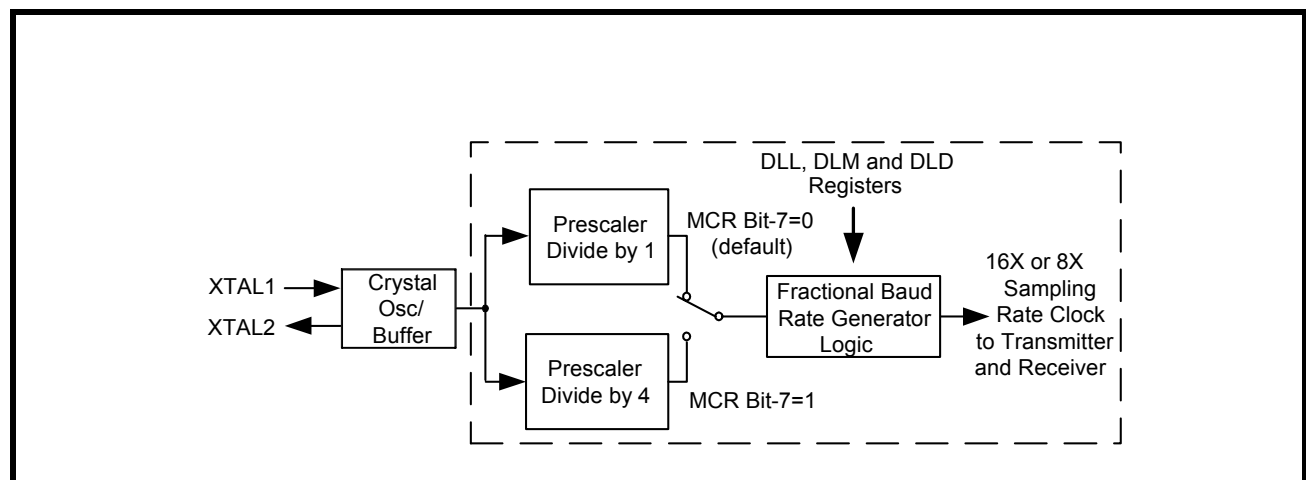 DLL, DLM and DLD
Registers
Prescaler
Divide by 1
MCR Bit-7=0
(default)
XTAL1
XTAL2
Crystal
Osc/
Buffer
Fractional Baud
Rate Generator
Logic
16X or 8X
Sampling
Rate Clock
to Transmitter
and Receiver
Prescaler
Divide by 4
MCR Bit-7=1